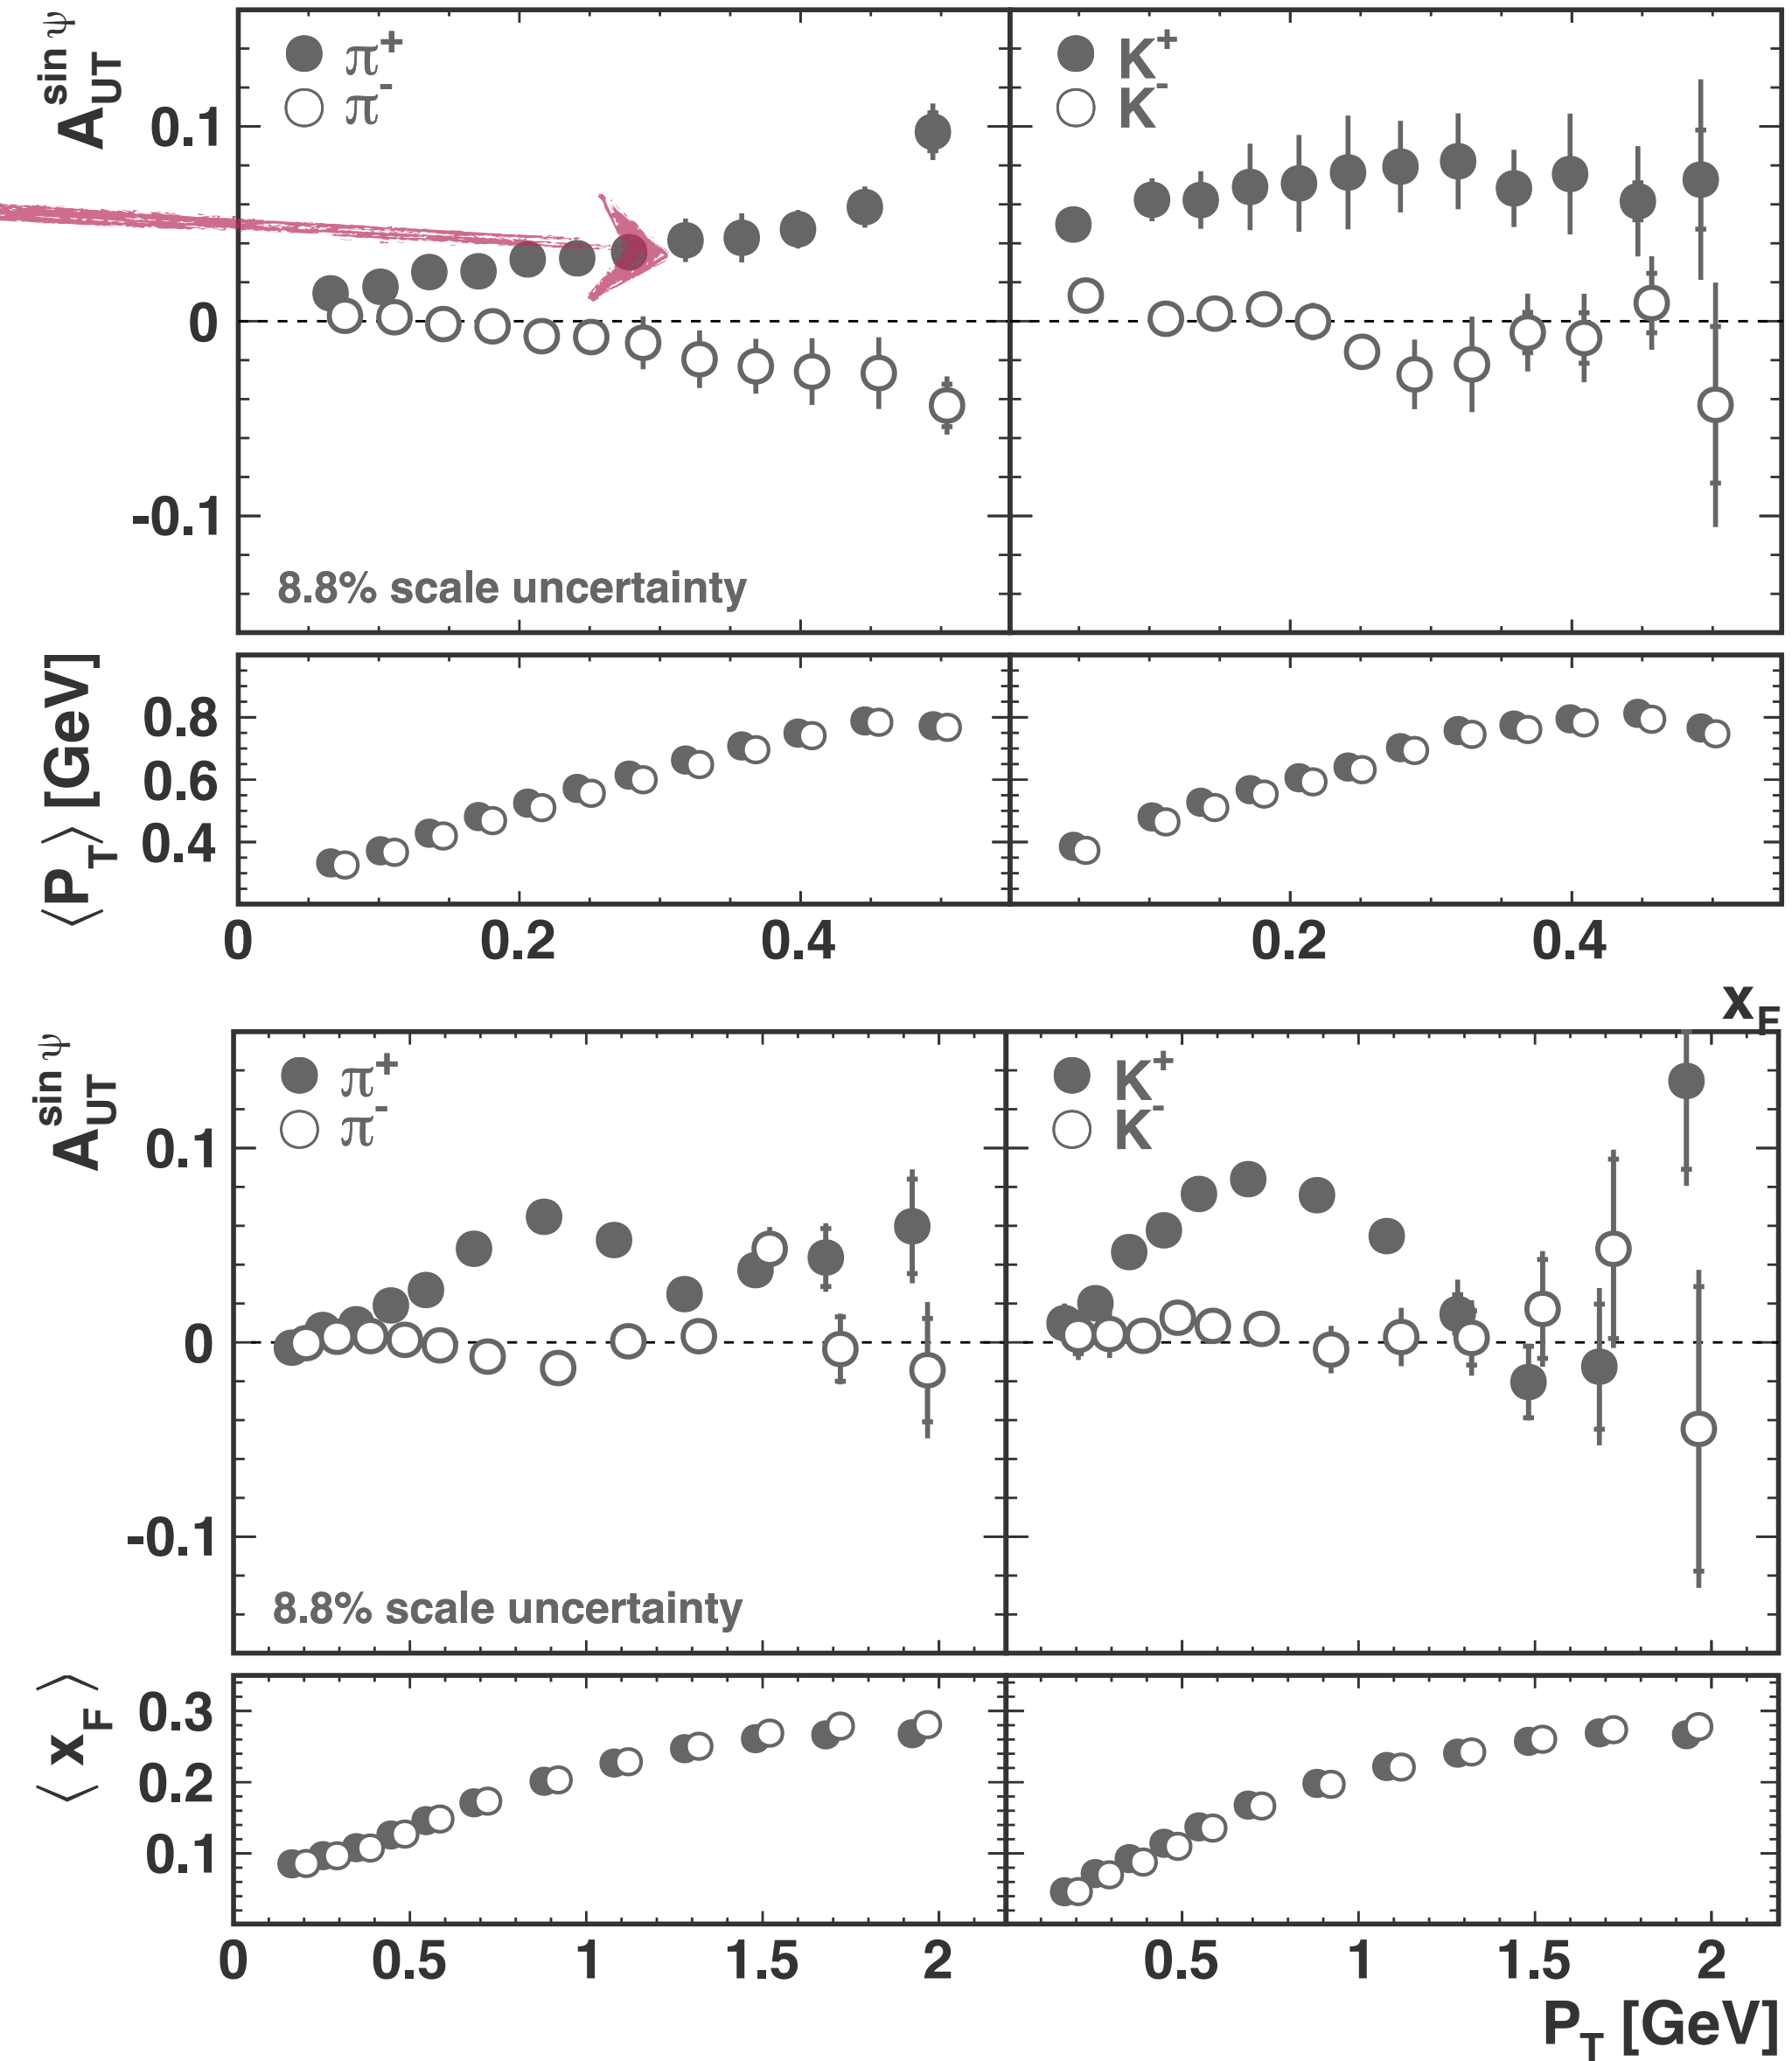 A_UT^sin ψ
π+ K+
π- K-
0.1
0
-0.1
8.8% scale uncertainty
⟨P_T⟩ [GeV]
0.8
0.6
0.4
0 0.2 0.4 0.2 0.4
x_F
A_UT^sin ψ
π+ K+
π- K-
0.1
0
-0.1
8.8% scale uncertainty
⟨x_F⟩
0.3
0.2
0.1
0 0.5 1 1.5 2 0.5 1 1.5 2
P_T [GeV]